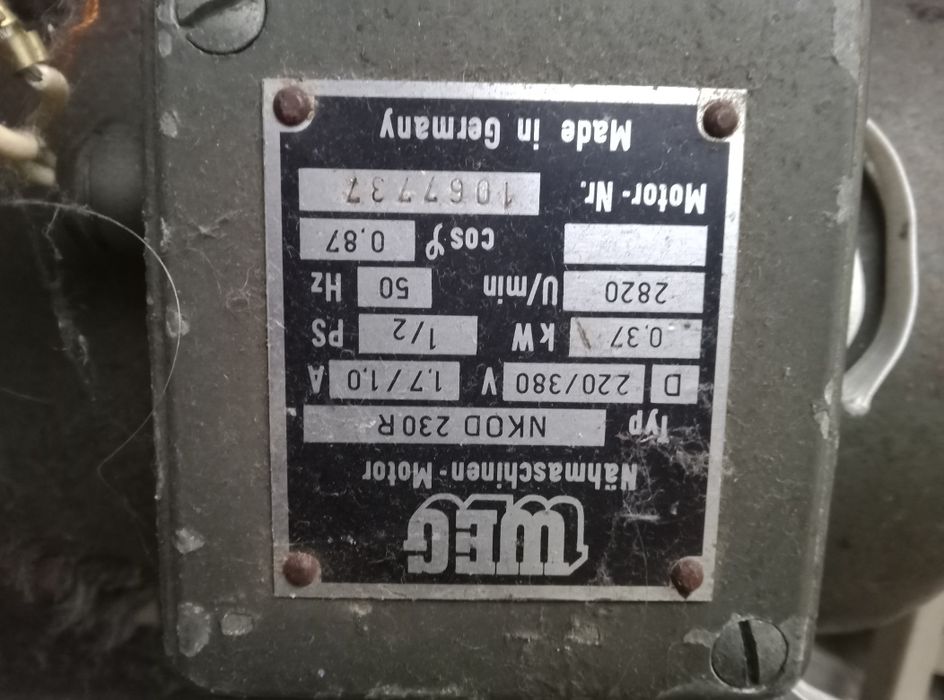 WEG
Nähmaschinen-Motor
Typ NKOD 230R
D 220/380 V 1,7/1,0 A
0,37 kW 1/2 PS
2820 U/min 50 Hz
cos φ 0,87
Motor-Nr. 1067737
Made in Germany